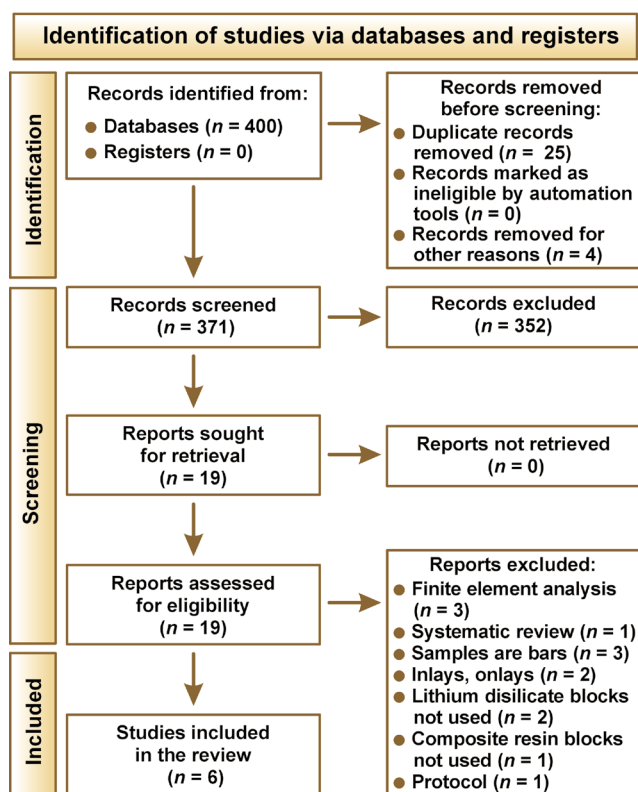 Identification of studies via databases and registers
Identification
Records identified from:
● Databases (n = 400)
● Registers (n = 0)
Records removed
before screening:
● Duplicate records
removed (n = 25)
● Records marked as
ineligible by automation
tools (n = 0)
● Records removed for
other reasons (n = 4)
Screening
Records screened
(n = 371)
Records excluded
(n = 352)
Reports sought
for retrieval
(n = 19)
Reports not retrieved
(n = 0)
Reports assessed
for eligibility
(n = 19)
Reports excluded:
● Finite element analysis
(n = 3)
● Systematic review (n = 1)
● Samples are bars (n = 3)
● Inlays, onlays (n = 2)
● Lithium disilicate blocks
not used (n = 2)
● Composite resin blocks
not used (n = 1)
● Protocol (n = 1)
Included
Studies included
in the review
(n = 6)